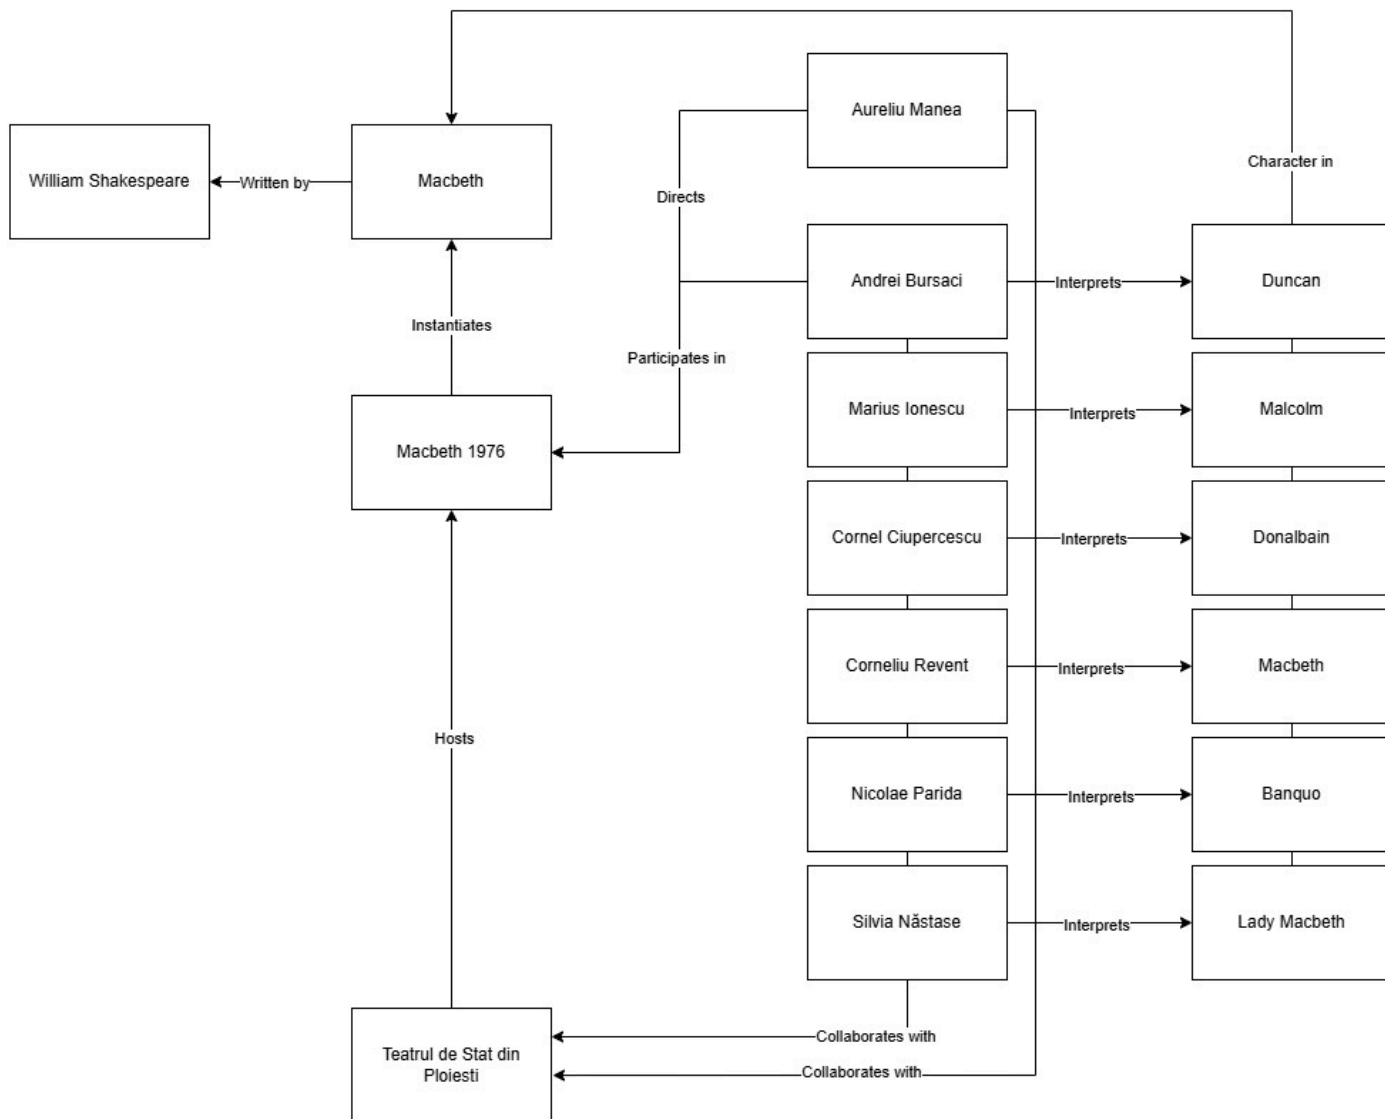 Aureliu Manea
William Shakespeare
Written by
Macbeth
Directs
Character in
Andrei Bursaci
Interprets
Duncan
Instantiates
Participates in
Marius Ionescu
Interprets
Malcolm
Macbeth 1976
Cornel Ciupercescu
Interprets
Donalbain
Corneliu Revent
Interprets
Macbeth
Hosts
Nicolae Parida
Interprets
Banquo
Silvia Năstase
Interprets
Lady Macbeth
Collaborates with
Teatrul de Stat din
Ploiesti
Collaborates with